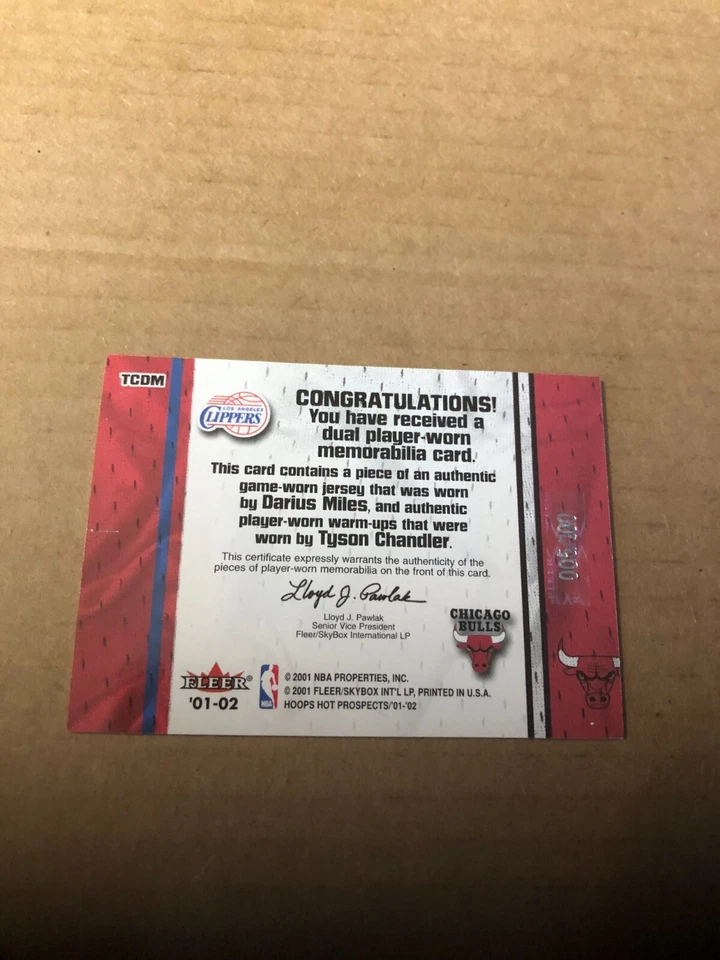 TCDM
LOS ANGELES
CLIPPERS
CONGRATULATIONS!
You have received a
dual player-worn
memorabilia card.
This card contains a piece of an authentic
game-worn jersey that was worn
by Darius Miles, and authentic
player-worn warm-ups that were
worn by Tyson Chandler.
This certificate expressly warrants the authenticity of the
pieces of player-worn memorabilia on the front of this card.
Lloyd J. Pawlak
Lloyd J. Pawlak
Senior Vice President
Fleer/SkyBox International LP
CHICAGO
BULLS
FLEER®
'01-02
NBA
© 2001 NBA PROPERTIES, INC.
© 2001 FLEER/SKYBOX INT'L LP, PRINTED IN U.S.A.
HOOPS HOT PROSPECTS/'01-'02